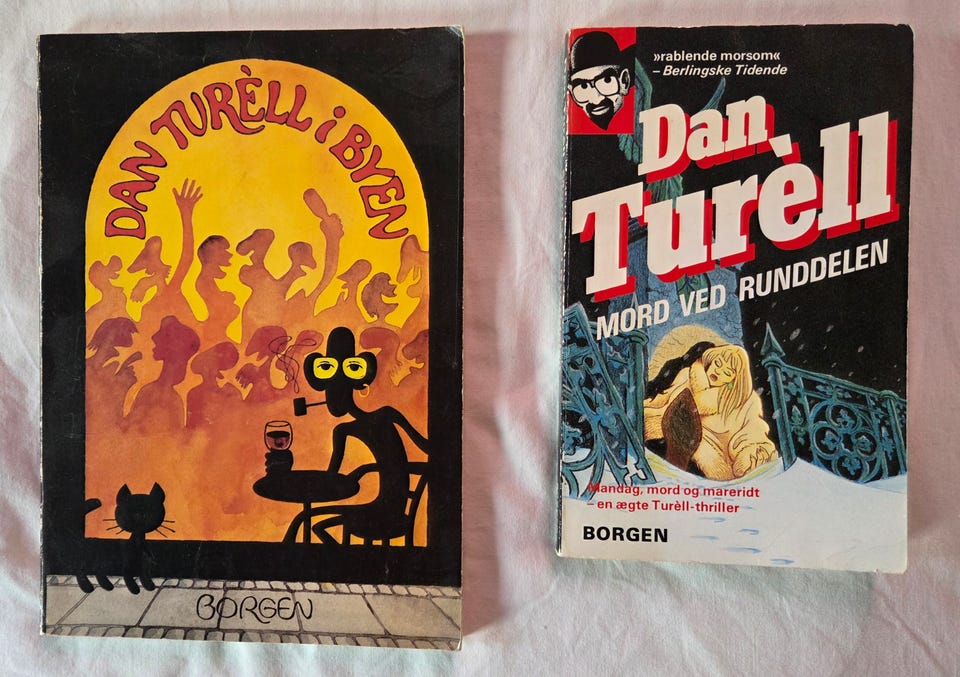 DAN TURÈLL i BYEN
BORGEN
»rablende morsom«
– Berlingske Tidende
Dan
Turèll
MORD VED RUNDDELEN
Mandag, mord og mareridt
– en ægte Turèll-thriller
BORGEN